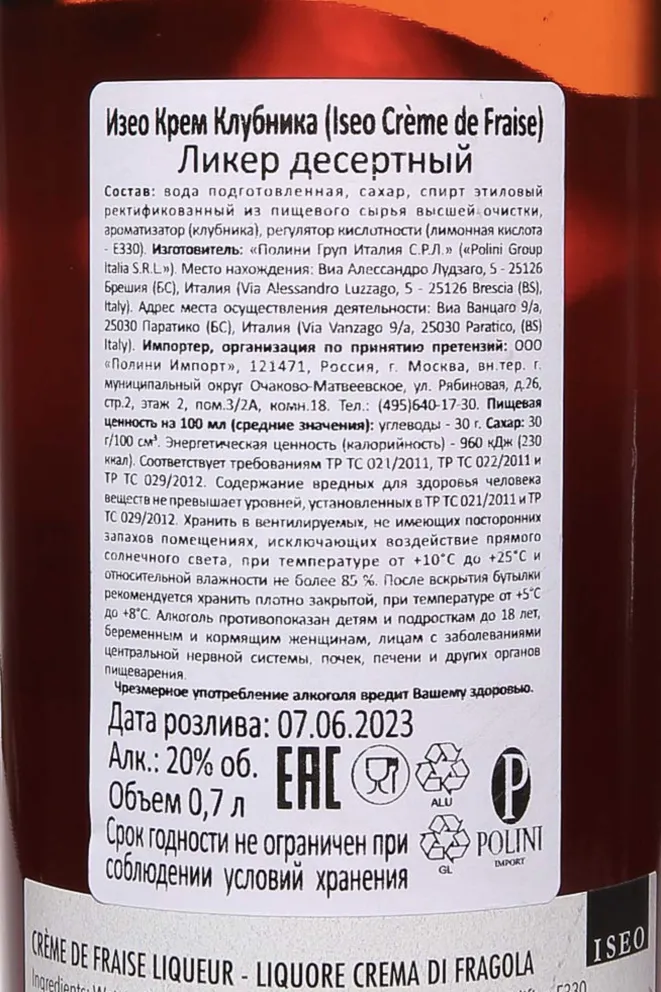 Изео Крем Клубника (Iseo Crème de Fraise)
Ликер десертный
Состав: вода подготовленная, сахар, спирт этиловый
ректификованный из пищевого сырья высшей очистки,
ароматизатор (клубника), регулятор кислотности (лимонная кислота
- Е330). Изготовитель: «Полини Груп Италия С.Р.Л.» («Polini Group
Italia S.R.L.»). Место нахождения: Виа Алессандро Лудзаго, 5 - 25126
Брешия (БС), Италия (Via Alessandro Luzzago, 5 - 25126 Brescia (BS),
Italy). Адрес места осуществления деятельности: Виа Ванцаго 9/а,
25030 Паратико (БС), Италия (Via Vanzago 9/a, 25030 Paratico, (BS)
Italy). Импортер, организация по принятию претензий: ООО
«Полини Импорт», 121471, Россия, г. Москва, вн.тер. г.
муниципальный округ Очаково-Матвеевское, ул. Рябиновая, д.26,
стр.2, этаж 2, пом.3/2А, комн.18. Тел.: (495)640-17-30. Пищевая
ценность на 100 мл (средние значения): углеводы - 30 г. Сахар: 30
г/100 см³. Энергетическая ценность (калорийность) - 960 кДж (230
ккал). Соответствует требованиям ТР ТС 021/2011, ТР ТС 022/2011 и
ТР ТС 029/2012. Содержание вредных для здоровья человека
веществ не превышает уровней, установленных в ТР ТС 021/2011 и ТР
ТС 029/2012. Хранить в вентилируемых, не имеющих посторонних
запахов помещениях, исключающих воздействие прямого
солнечного света, при температуре от +10°С до +25°С и
относительной влажности не более 85 %. После вскрытия бутылки
рекомендуется хранить плотно закрытой, при температуре от +5°С
до +8°С. Алкоголь противопоказан детям и подросткам до 18 лет,
беременным и кормящим женщинам, лицам с заболеваниями
центральной нервной системы, почек, печени и других органов
пищеварения.
Чрезмерное употребление алкоголя вредит Вашему здоровью.
Дата розлива: 07.06.2023
Алк.: 20% об.
EAC
Объем 0,7 л
ALU
Срок годности не ограничен при
соблюдении условий хранения
GL
P
POLINI
IMPORT
ISEO
CRÈME DE FRAISE LIQUEUR - LIQUORE CREMA DI FRAGOLA
Ingredients: E330